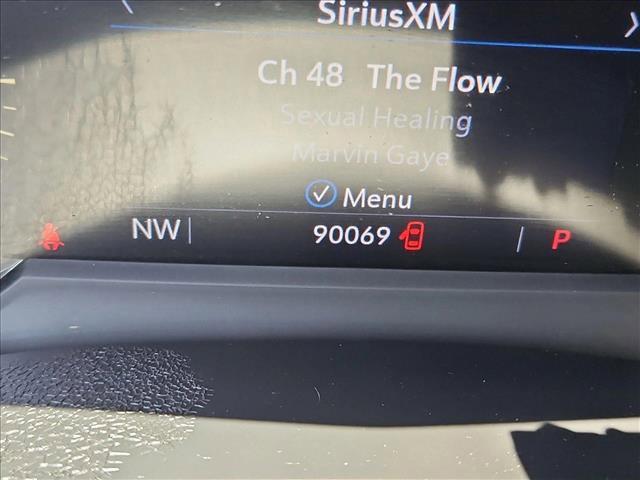 SiriusXM
Ch 48 The Flow
Sexual Healing
Marvin Gaye
Menu
NW 90069 P